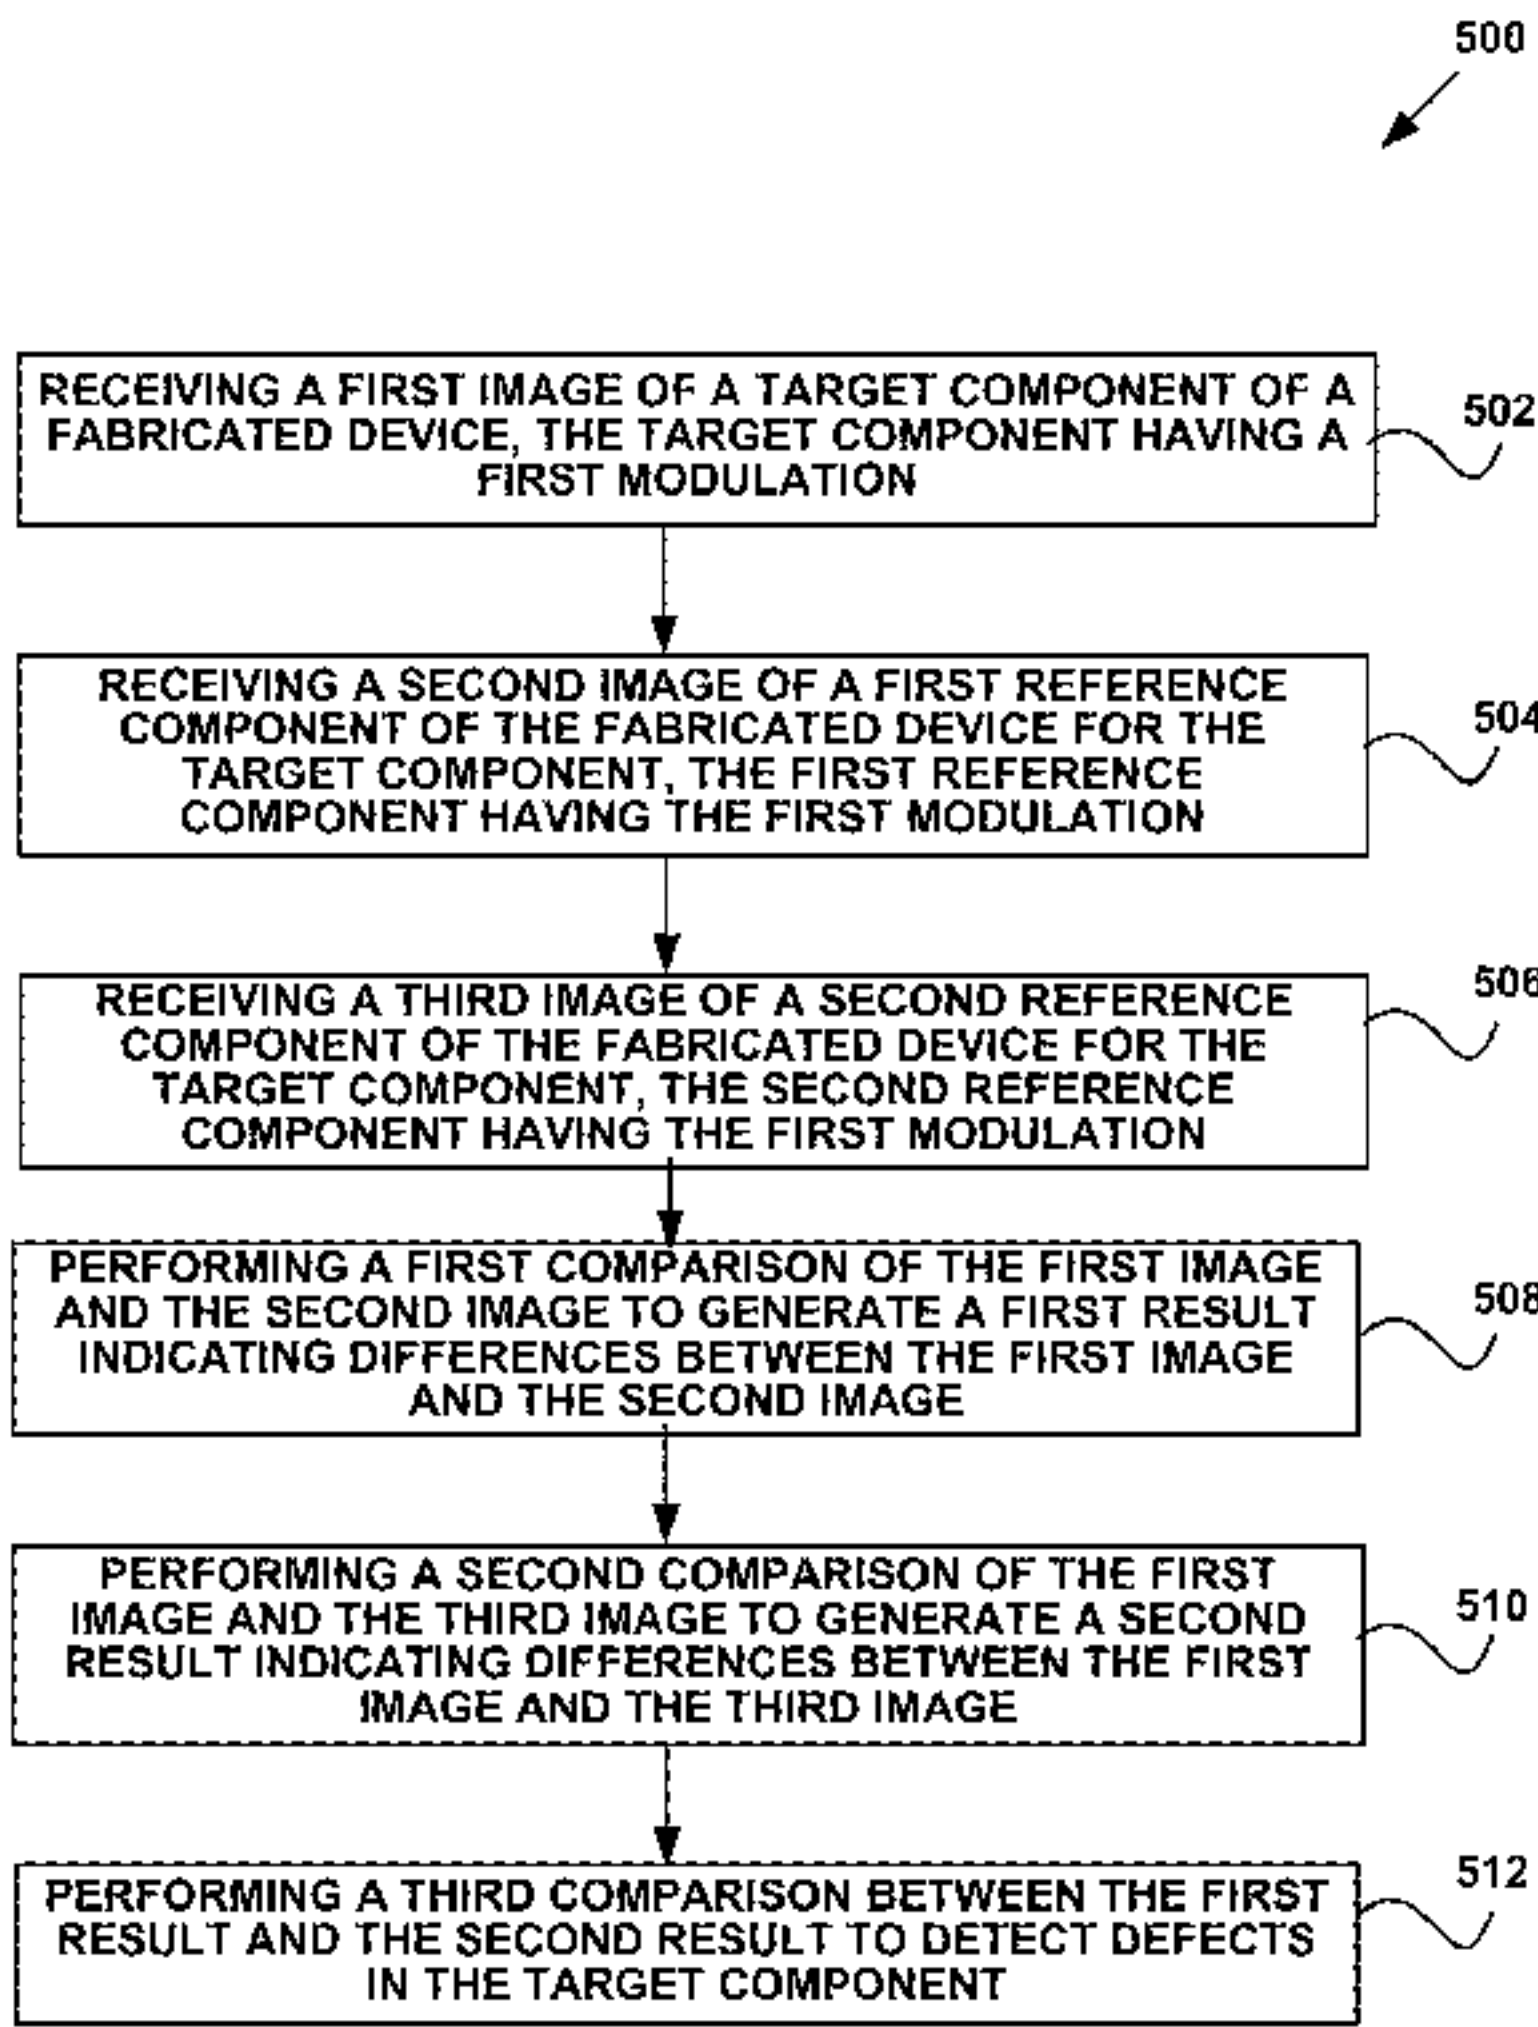 500
RECEIVING A FIRST IMAGE OF A TARGET COMPONENT OF A
FABRICATED DEVICE, THE TARGET COMPONENT HAVING A
FIRST MODULATION
502
RECEIVING A SECOND IMAGE OF A FIRST REFERENCE
COMPONENT OF THE FABRICATED DEVICE FOR THE
TARGET COMPONENT, THE FIRST REFERENCE
COMPONENT HAVING THE FIRST MODULATION
504
RECEIVING A THIRD IMAGE OF A SECOND REFERENCE
COMPONENT OF THE FABRICATED DEVICE FOR THE
TARGET COMPONENT, THE SECOND REFERENCE
COMPONENT HAVING THE FIRST MODULATION
506
PERFORMING A FIRST COMPARISON OF THE FIRST IMAGE
AND THE SECOND IMAGE TO GENERATE A FIRST RESULT
INDICATING DIFFERENCES BETWEEN THE FIRST IMAGE
AND THE SECOND IMAGE
508
PERFORMING A SECOND COMPARISON OF THE FIRST
IMAGE AND THE THIRD IMAGE TO GENERATE A SECOND
RESULT INDICATING DIFFERENCES BETWEEN THE FIRST
IMAGE AND THE THIRD IMAGE
510
PERFORMING A THIRD COMPARISON BETWEEN THE FIRST
RESULT AND THE SECOND RESULT TO DETECT DEFECTS
IN THE TARGET COMPONENT
512